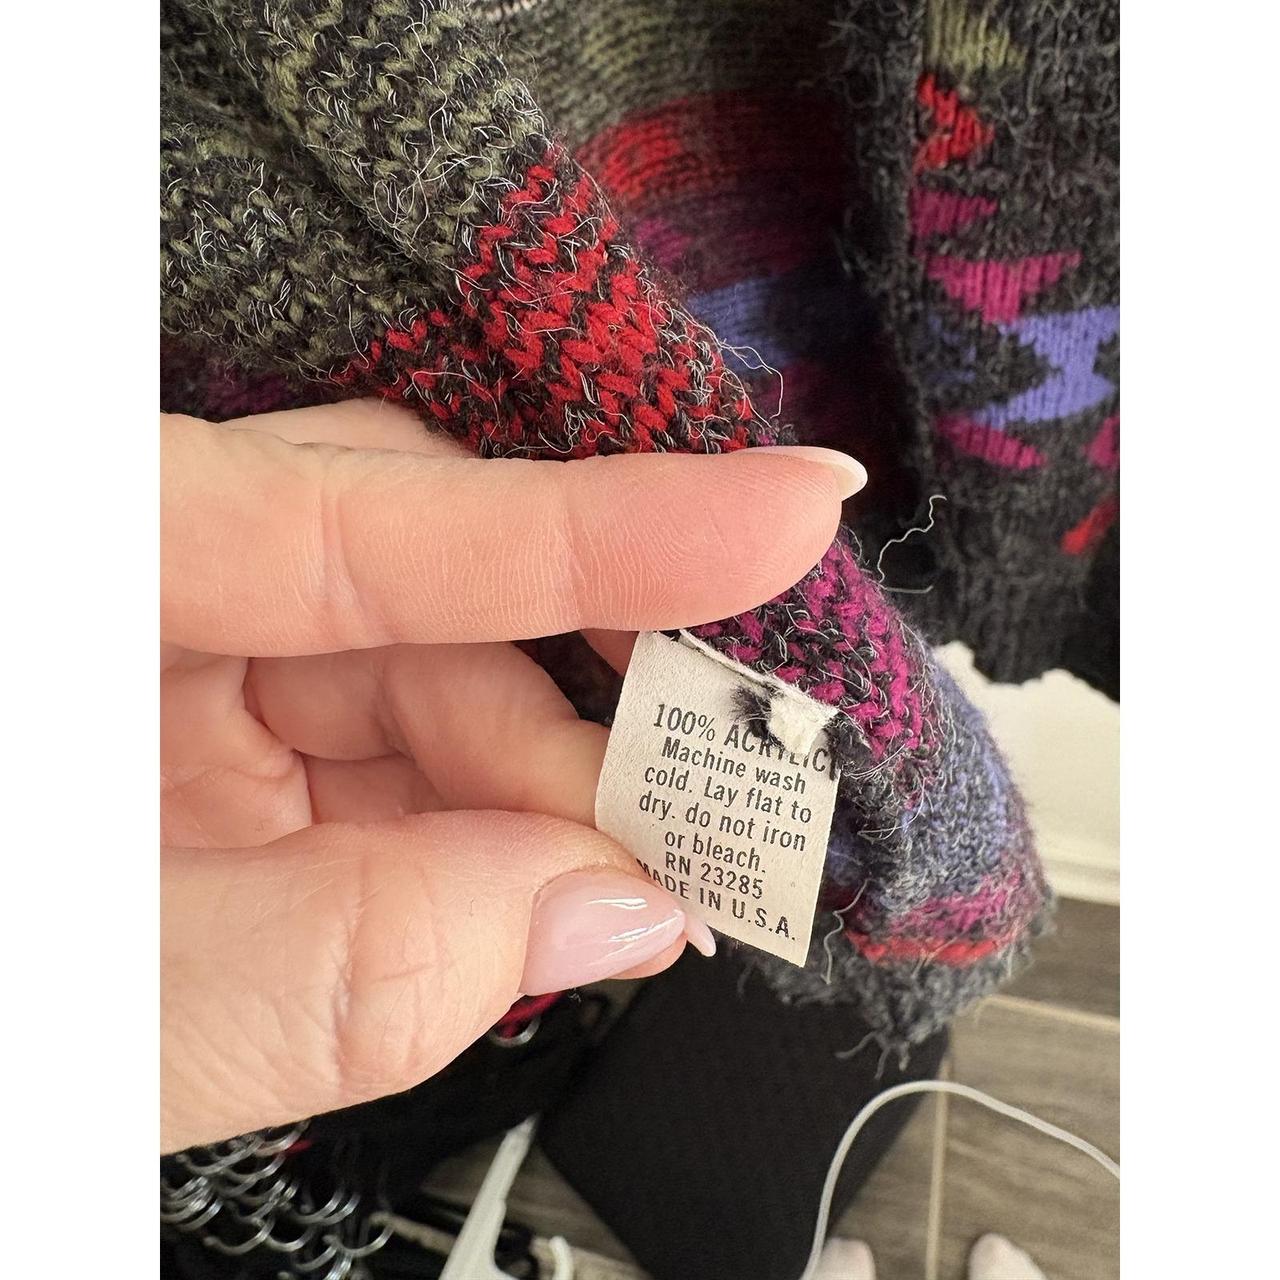 100% ACRYLIC
Machine wash
cold. Lay flat to
dry. do not iron
or bleach.
RN 23285
MADE IN U.S.A.